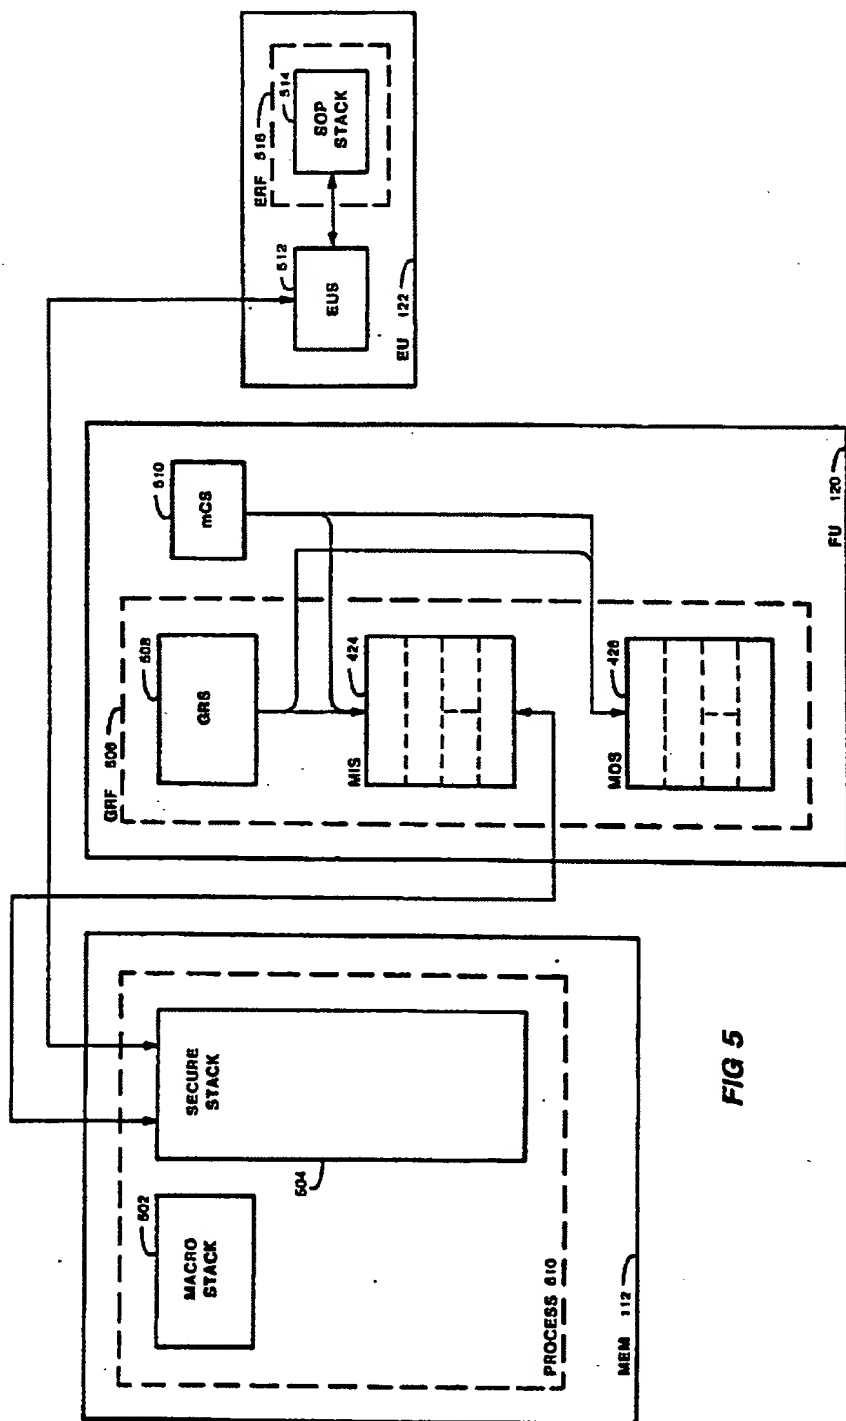 MACRO
STACK
502
SECURE
STACK
504
PROCESS 610
MEM 112
GRF 506
GRS
508
mCS
510
MIS
424
MOS
426
FU 120
EUS
512
ERF 516
SOP
STACK
514
EU 122
FIG 5